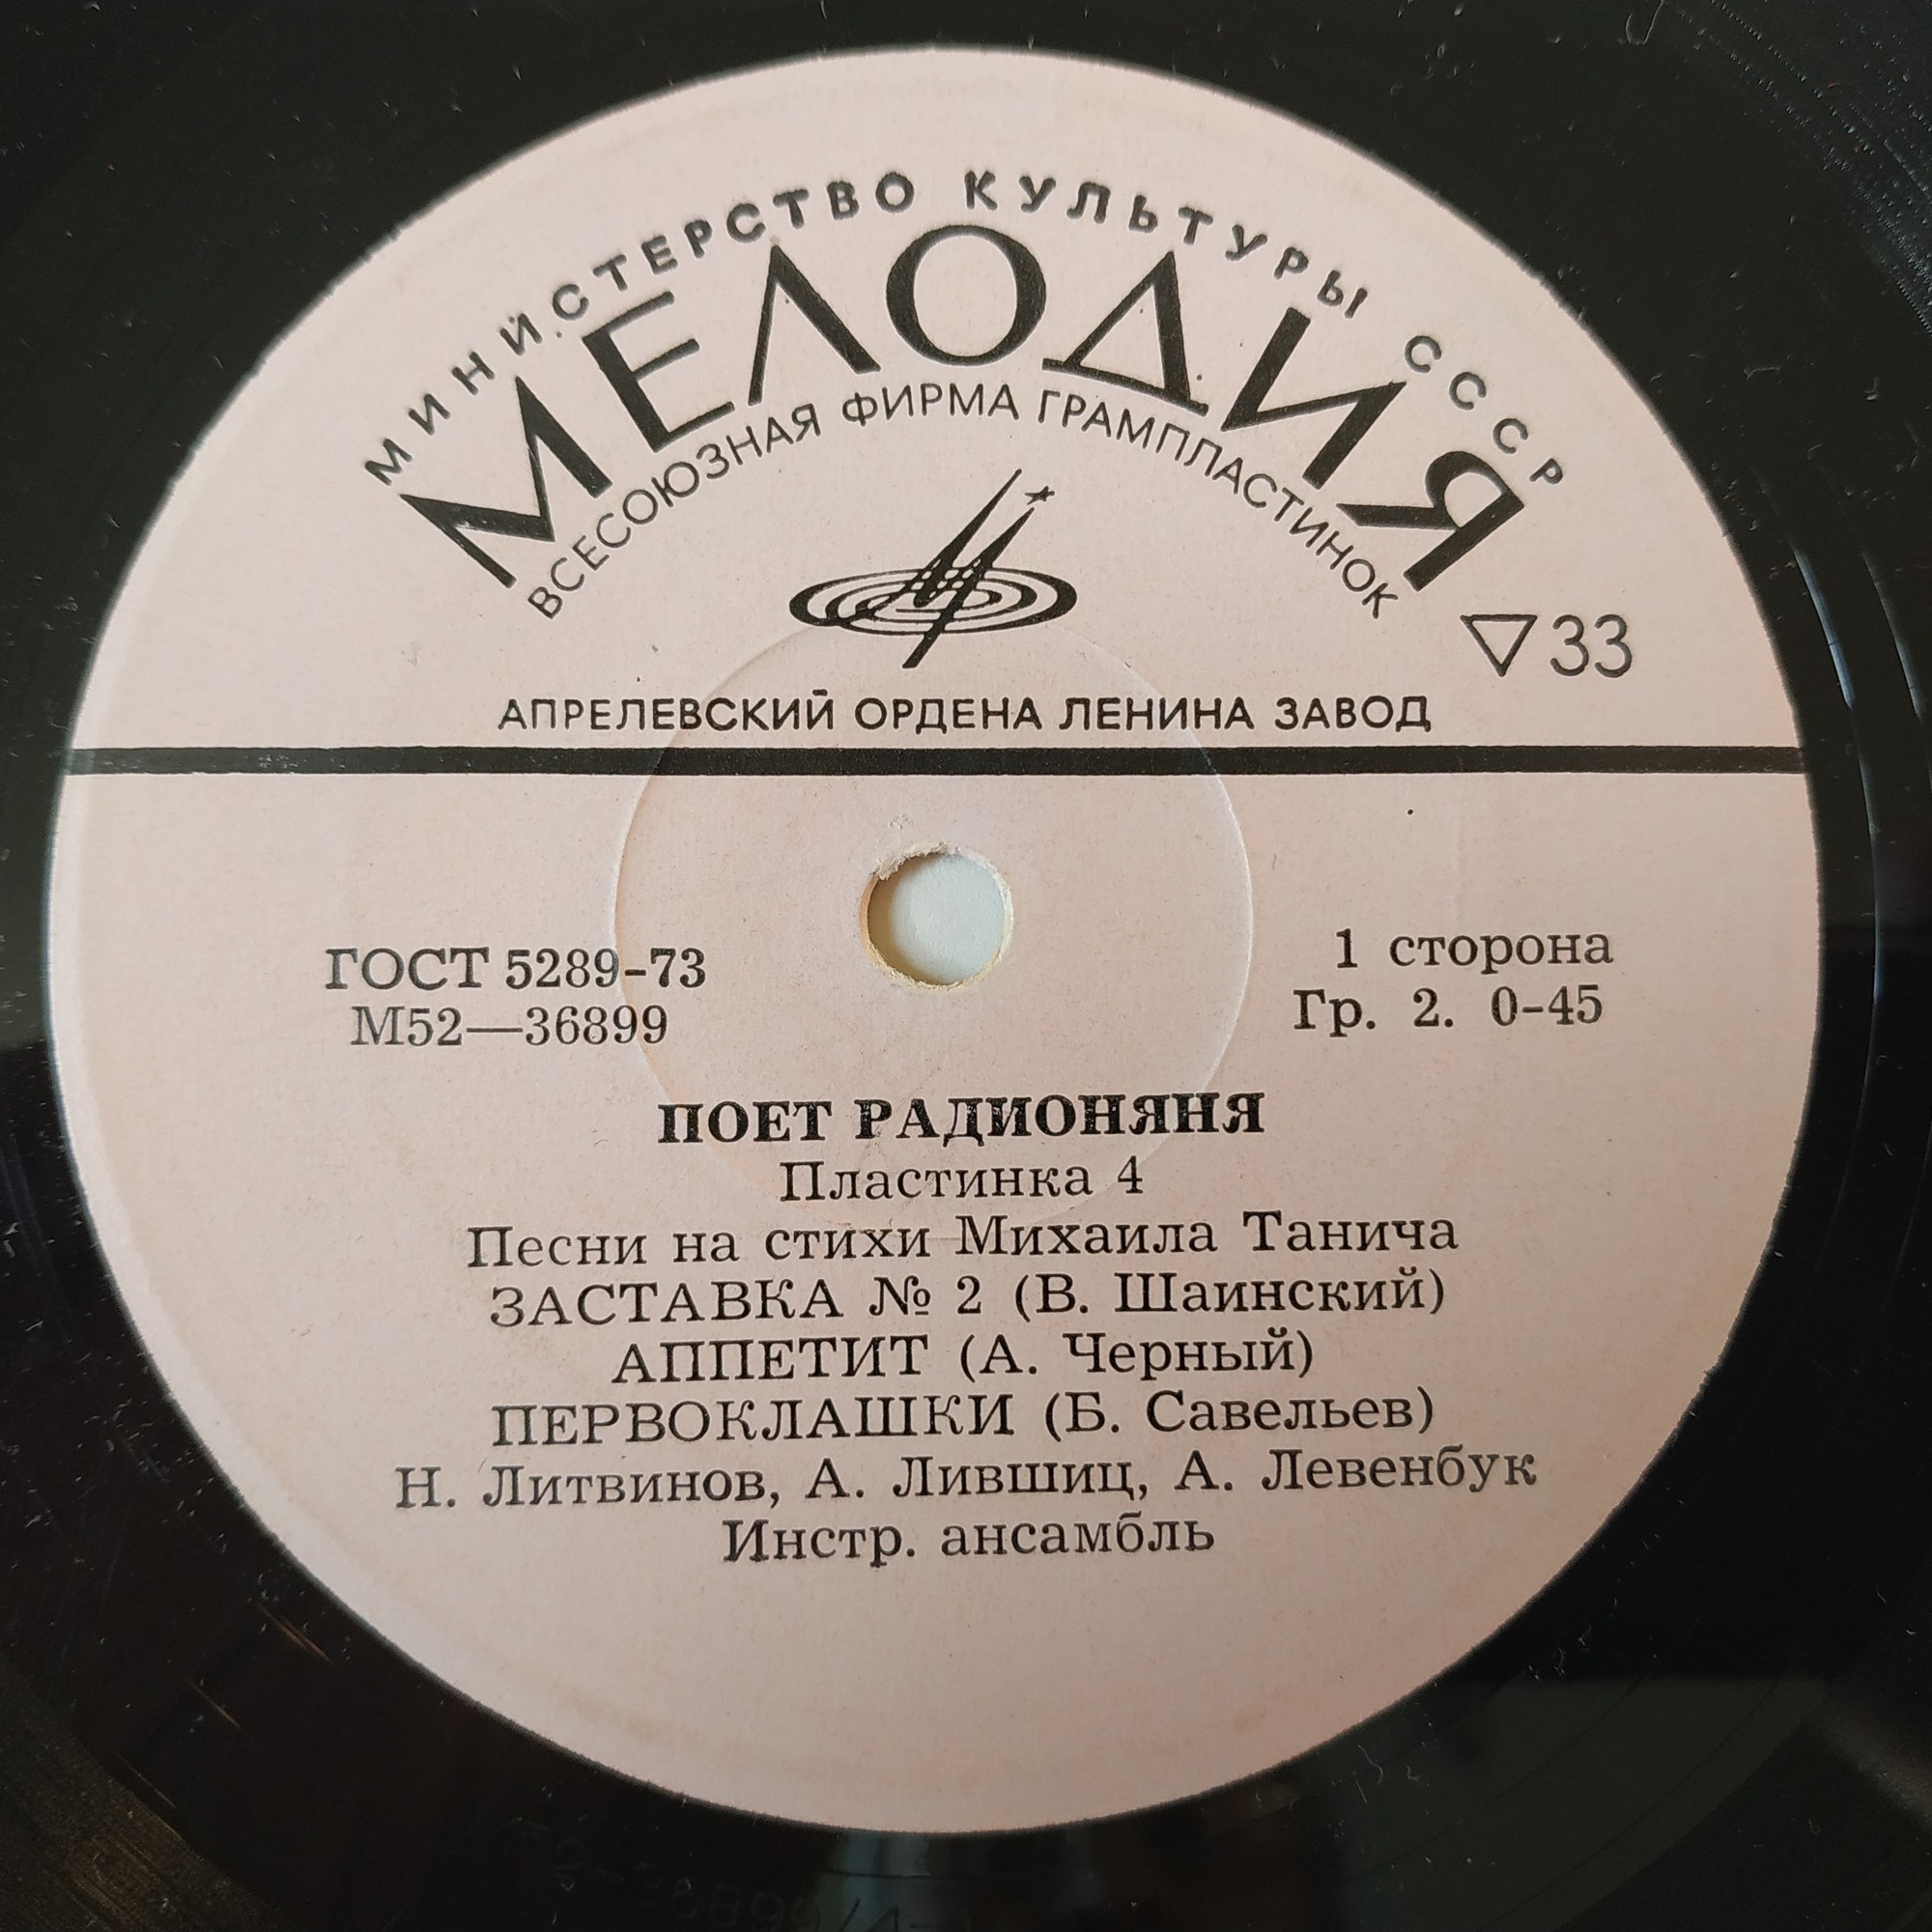 МИНИСТЕРСТВО КУЛЬТУРЫ СССР
МЕЛОДИЯ
ВСЕСОЮЗНАЯ ФИРМА ГРАМПЛАСТИНОК
33
АПРЕЛЕВСКИЙ ОРДЕНА ЛЕНИНА ЗАВОД
ГОСТ 5289-73
М52—36899
1 сторона
Гр. 2. 0-45
ПОЕТ РАДИОНЯНЯ
Пластинка 4
Песни на стихи Михаила Танича
ЗАСТАВКА № 2 (В. Шаинский)
АППЕТИТ (А. Черный)
ПЕРВОКЛАШКИ (Б. Савельев)
Н. Литвинов, А. Лившиц, А. Левенбук
Инстр. ансамбль